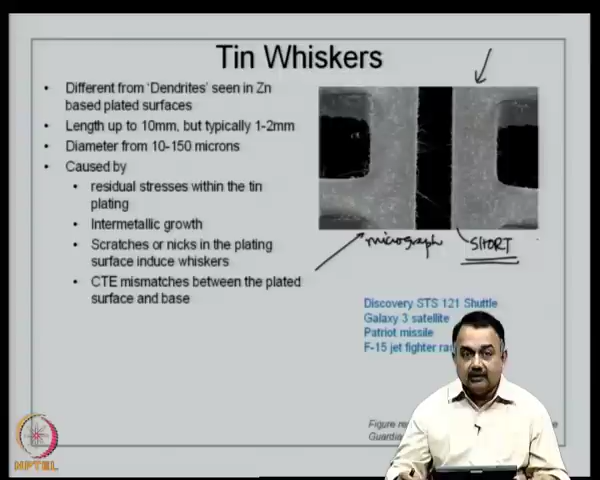 Tin Whiskers
• Different from 'Dendrites' seen in Zn
based plated surfaces
• Length up to 10mm, but typically 1-2mm
• Diameter from 10-150 microns
• Caused by
• residual stresses within the tin
plating
• Intermetallic growth
• Scratches or nicks in the plating
surface induce whiskers
• CTE mismatches between the plated
surface and base
micrograph
SHORT
Discovery STS 121 Shuttle
Galaxy 3 satellite
Patriot missile
F-15 jet fighter
Figure
NPTEL